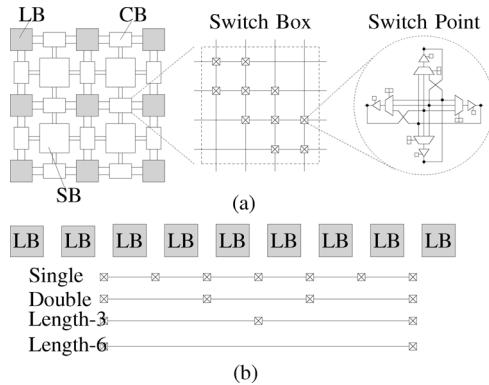 LB CB Switch Box Switch Point
SB
(a)
LB LB LB LB LB LB LB LB LB
Single
Double
Length-3
Length-6
(b)